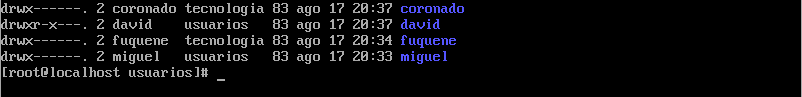 drwx------. 2 coronado tecnologia 83 ago 17 20:37 coronado
drwxr-x---. 2 david    usuarios   83 ago 17 20:37 david
drwx------. 2 fuquene  tecnologia 83 ago 17 20:34 fuquene
drwx------. 2 miguel   usuarios   83 ago 17 20:33 miguel
[root@localhost usuarios]# _